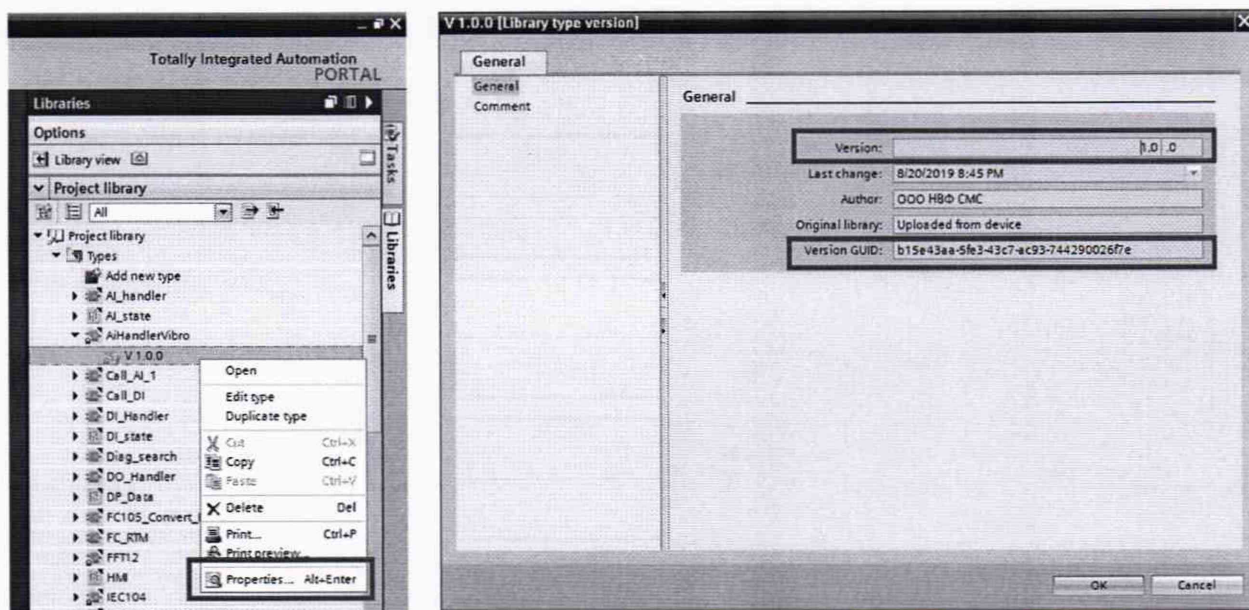 Totally Integrated Automation
PORTAL
Libraries
Options
Library view
Project library
All
Project library
Types
Add new type
AI_handler
AI_state
AiHandlerVibro
V 1.0.0
Call_AI_1
Call_DI
DI_Handler
DI_state
Diag_search
DO_Handler
DP_Data
FC105_Convert_
FC_RTM
FFT12
HMI
IEC104
Open
Edit type
Duplicate type
Cut Ctrl+X
Copy Ctrl+C
Paste Ctrl+V
Delete Del
Print... Ctrl+P
Print preview...
Properties... Alt+Enter
Tasks
Libraries
V 1.0.0 [Library type version]
General
General
Comment
General
Version: 1.0 .0
Last change: 8/20/2019 8:45 PM
Author: ООО НВФ СМС
Original library: Uploaded from device
Version GUID: b15e43aa-5fe3-43c7-ac93-744290026f7e
OK Cancel